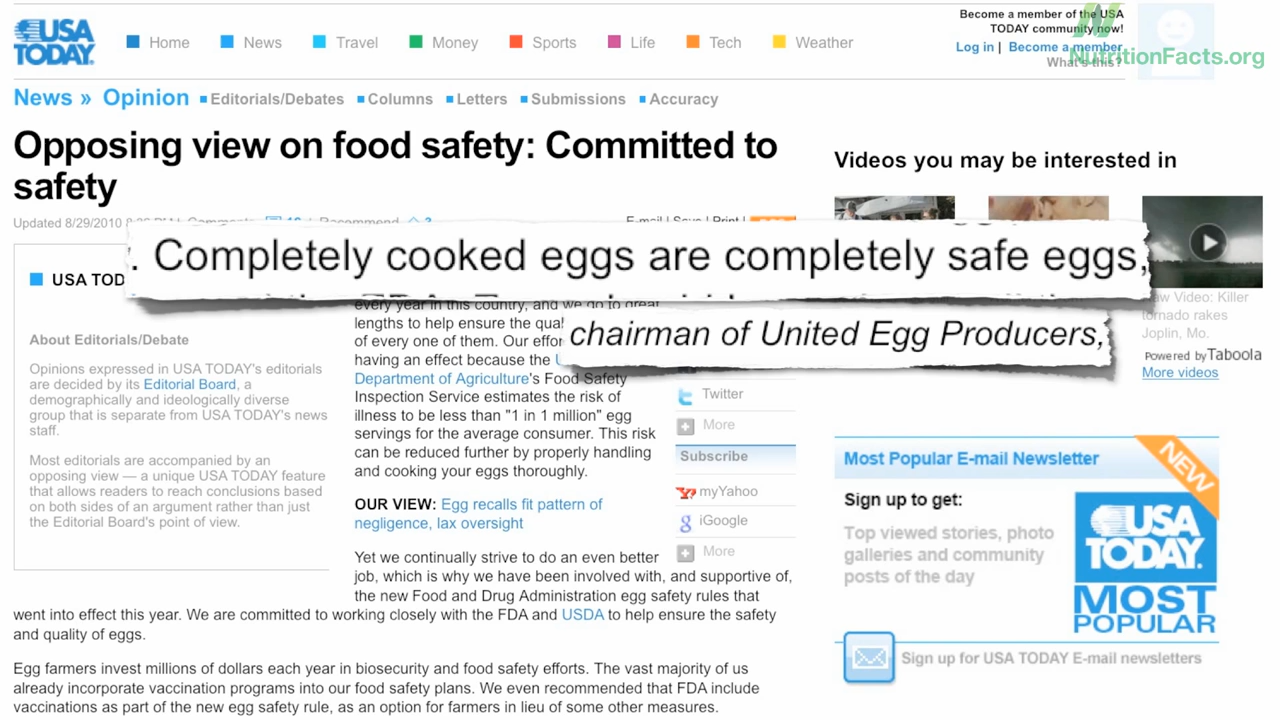 USA TODAY
Home News Travel Money Sports Life Tech Weather
Become a member of the USA
TODAY community now!
Log in | Become a member
What's this?
NutritionFacts.org
News » Opinion Editorials/Debates Columns Letters Submissions Accuracy
Opposing view on food safety: Committed to
safety
Updated 8/29/2010
. Completely cooked eggs are completely safe eggs,
chairman of United Egg Producers,
USA TOD
About Editorials/Debate
Opinions expressed in USA TODAY's editorials
are decided by its Editorial Board, a
demographically and ideologically diverse
group that is separate from USA TODAY's news
staff.
Most editorials are accompanied by an
opposing view — a unique USA TODAY feature
that allows readers to reach conclusions based
on both sides of an argument rather than just
the Editorial Board's point of view.
every year in this country, and we go to great
lengths to help ensure the
of every one of them. Our
having an effect because the
Department of Agriculture's Food Safety
Inspection Service estimates the risk of
illness to be less than "1 in 1 million" egg
servings for the average consumer. This risk
can be reduced further by properly handling
and cooking your eggs thoroughly.
OUR VIEW: Egg recalls fit pattern of
negligence, lax oversight
Yet we continually strive to do an even better
job, which is why we have been involved with, and supportive of,
the new Food and Drug Administration egg safety rules that
went into effect this year. We are committed to working closely with the FDA and USDA to help ensure the safety
and quality of eggs.
Egg farmers invest millions of dollars each year in biosecurity and food safety efforts. The vast majority of us
already incorporate vaccination programs into our food safety plans. We even recommended that FDA include
vaccinations as part of the new egg safety rule, as an option for farmers in lieu of some other measures.
Twitter
More
Subscribe
myYahoo
iGoogle
More
Videos you may be interested in
Raw Video: Killer
tornado rakes
Joplin, Mo.
Powered by Taboola
More videos
Most Popular E-mail Newsletter
NEW
Sign up to get:
Top viewed stories, photo
galleries and community
posts of the day
USA
TODAY
MOST
POPULAR
Sign up for USA TODAY E-mail newsletters